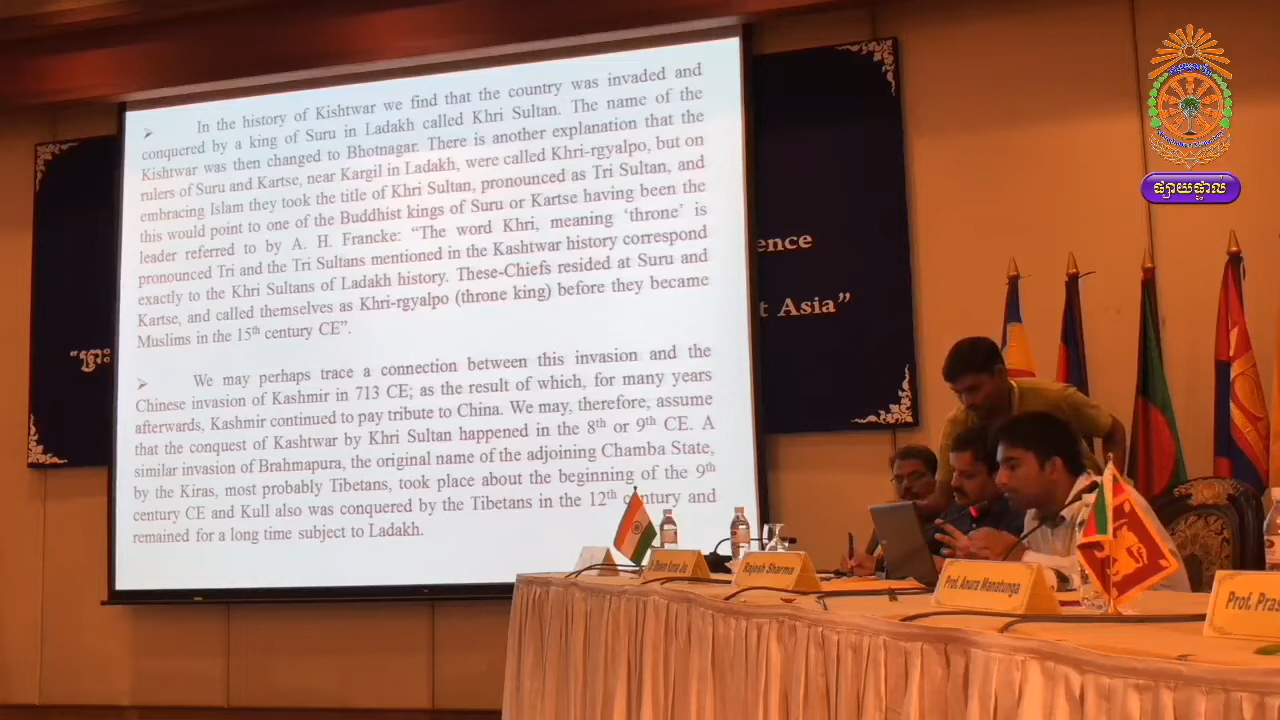 ➢ In the history of Kishtwar we find that the country was invaded and
conquered by a king of Suru in Ladakh called Khri Sultan. The name of the
Kishtwar was then changed to Bhotnagar. There is another explanation that the
rulers of Suru and Kartse, near Kargil in Ladakh, were called Khri-rgyalpo, but on
embracing Islam they took the title of Khri Sultan, pronounced as Tri Sultan, and
this would point to one of the Buddhist kings of Suru or Kartse having been the
leader referred to by A. H. Francke: “The word Khri, meaning ‘throne’ is
pronounced Tri and the Tri Sultans mentioned in the Kashtwar history correspond
exactly to the Khri Sultans of Ladakh history. These-Chiefs resided at Suru and
Kartse, and called themselves as Khri-rgyalpo (throne king) before they became
Muslims in the 15th century CE”.
➢ We may perhaps trace a connection between this invasion and the
Chinese invasion of Kashmir in 713 CE; as the result of which, for many years
afterwards, Kashmir continued to pay tribute to China. We may, therefore, assume
that the conquest of Kashtwar by Khri Sultan happened in the 8th or 9th CE. A
similar invasion of Brahmapura, the original name of the adjoining Chamba State,
by the Kiras, most probably Tibetans, took place about the beginning of the 9th
century CE and Kull also was conquered by the Tibetans in the 12th century and
remained for a long time subject to Ladakh.
ence
t Asia”
“ព្រះ
ផ្សាយផ្ទាល់
Rajesh Sharma
Prof. Anura Manatunga
Prof. Pras